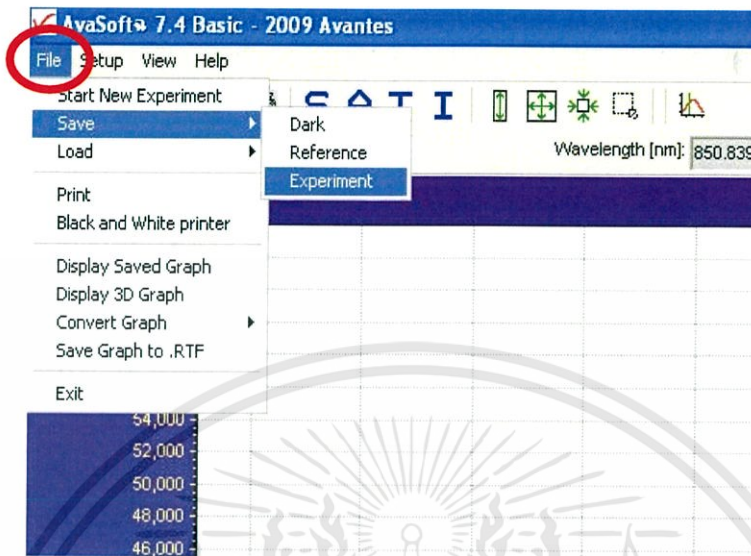 AvaSoft® 7.4 Basic - 2009 Avantes
File Setup View Help
Start New Experiment
Save
Load
Print
Black and White printer
Display Saved Graph
Display 3D Graph
Convert Graph
Save Graph to .RTF
Exit
Dark
Reference
Experiment
S A T I
Wavelength [nm]: 850.839
54,000
52,000
50,000
48,000
46,000